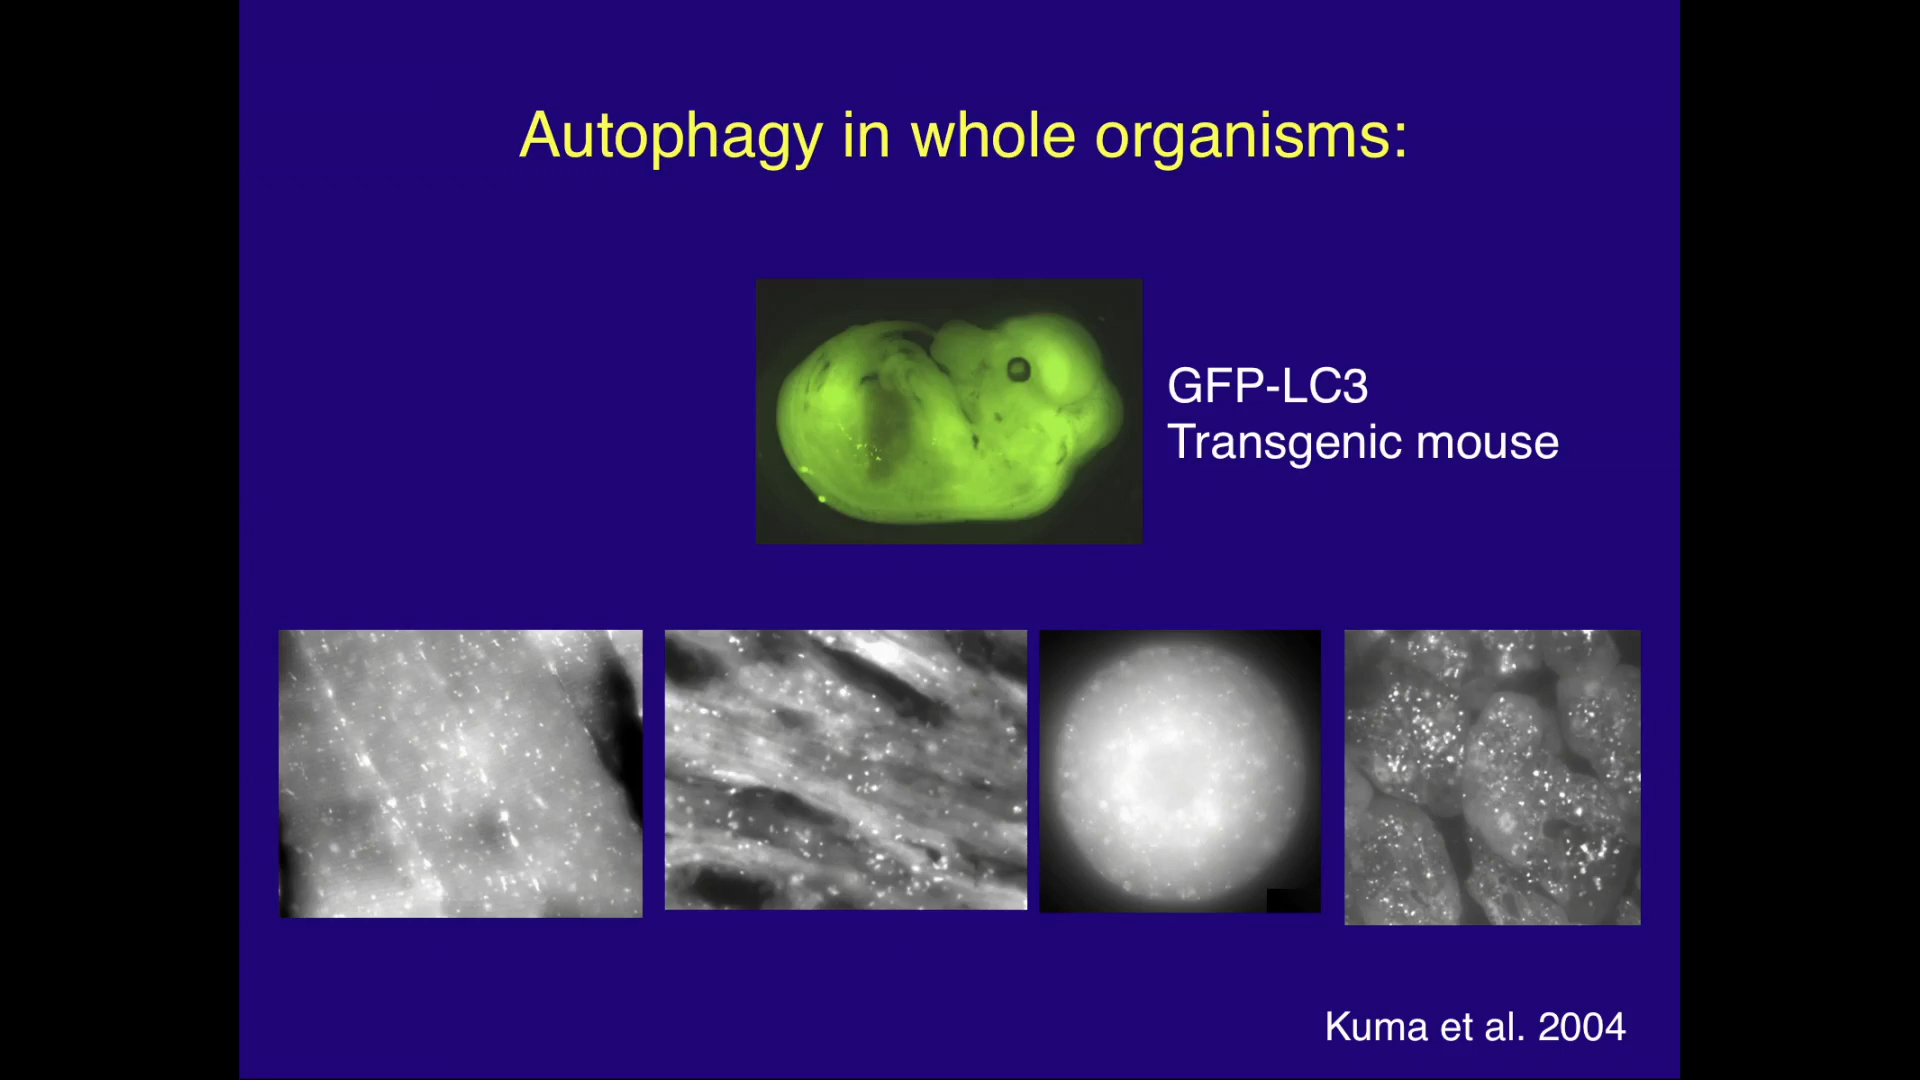 Autophagy in whole organisms:
GFP-LC3
Transgenic mouse
Kuma et al. 2004